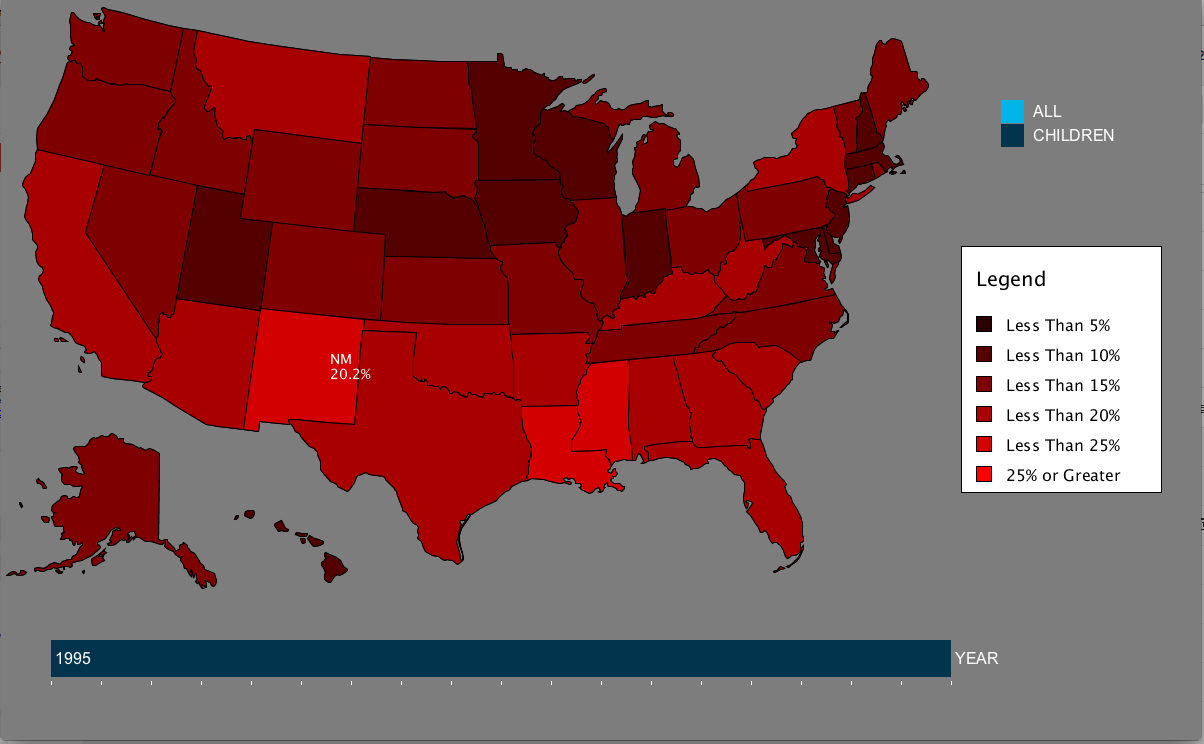 ALL
CHILDREN
Legend
Less Than 5%
Less Than 10%
Less Than 15%
Less Than 20%
Less Than 25%
25% or Greater
NM
20.2%
1995
YEAR